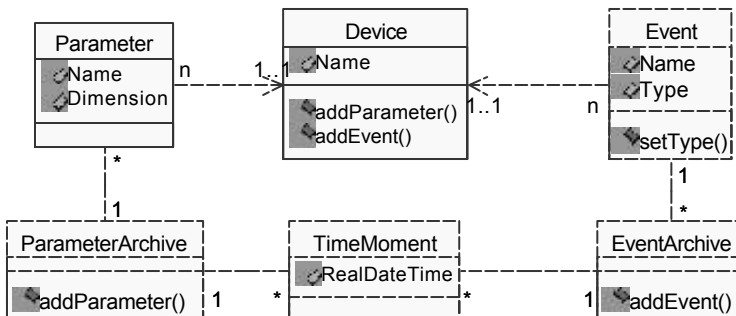 Parameter
Name
Dimension
n
1..1
Device
Name
addParameter()
addEvent()
1..1
n
Event
Name
Type
setType()
*
1
1
*
ParameterArchive
addParameter()
1
*
TimeMoment
RealDateTime
*
1
EventArchive
addEvent()